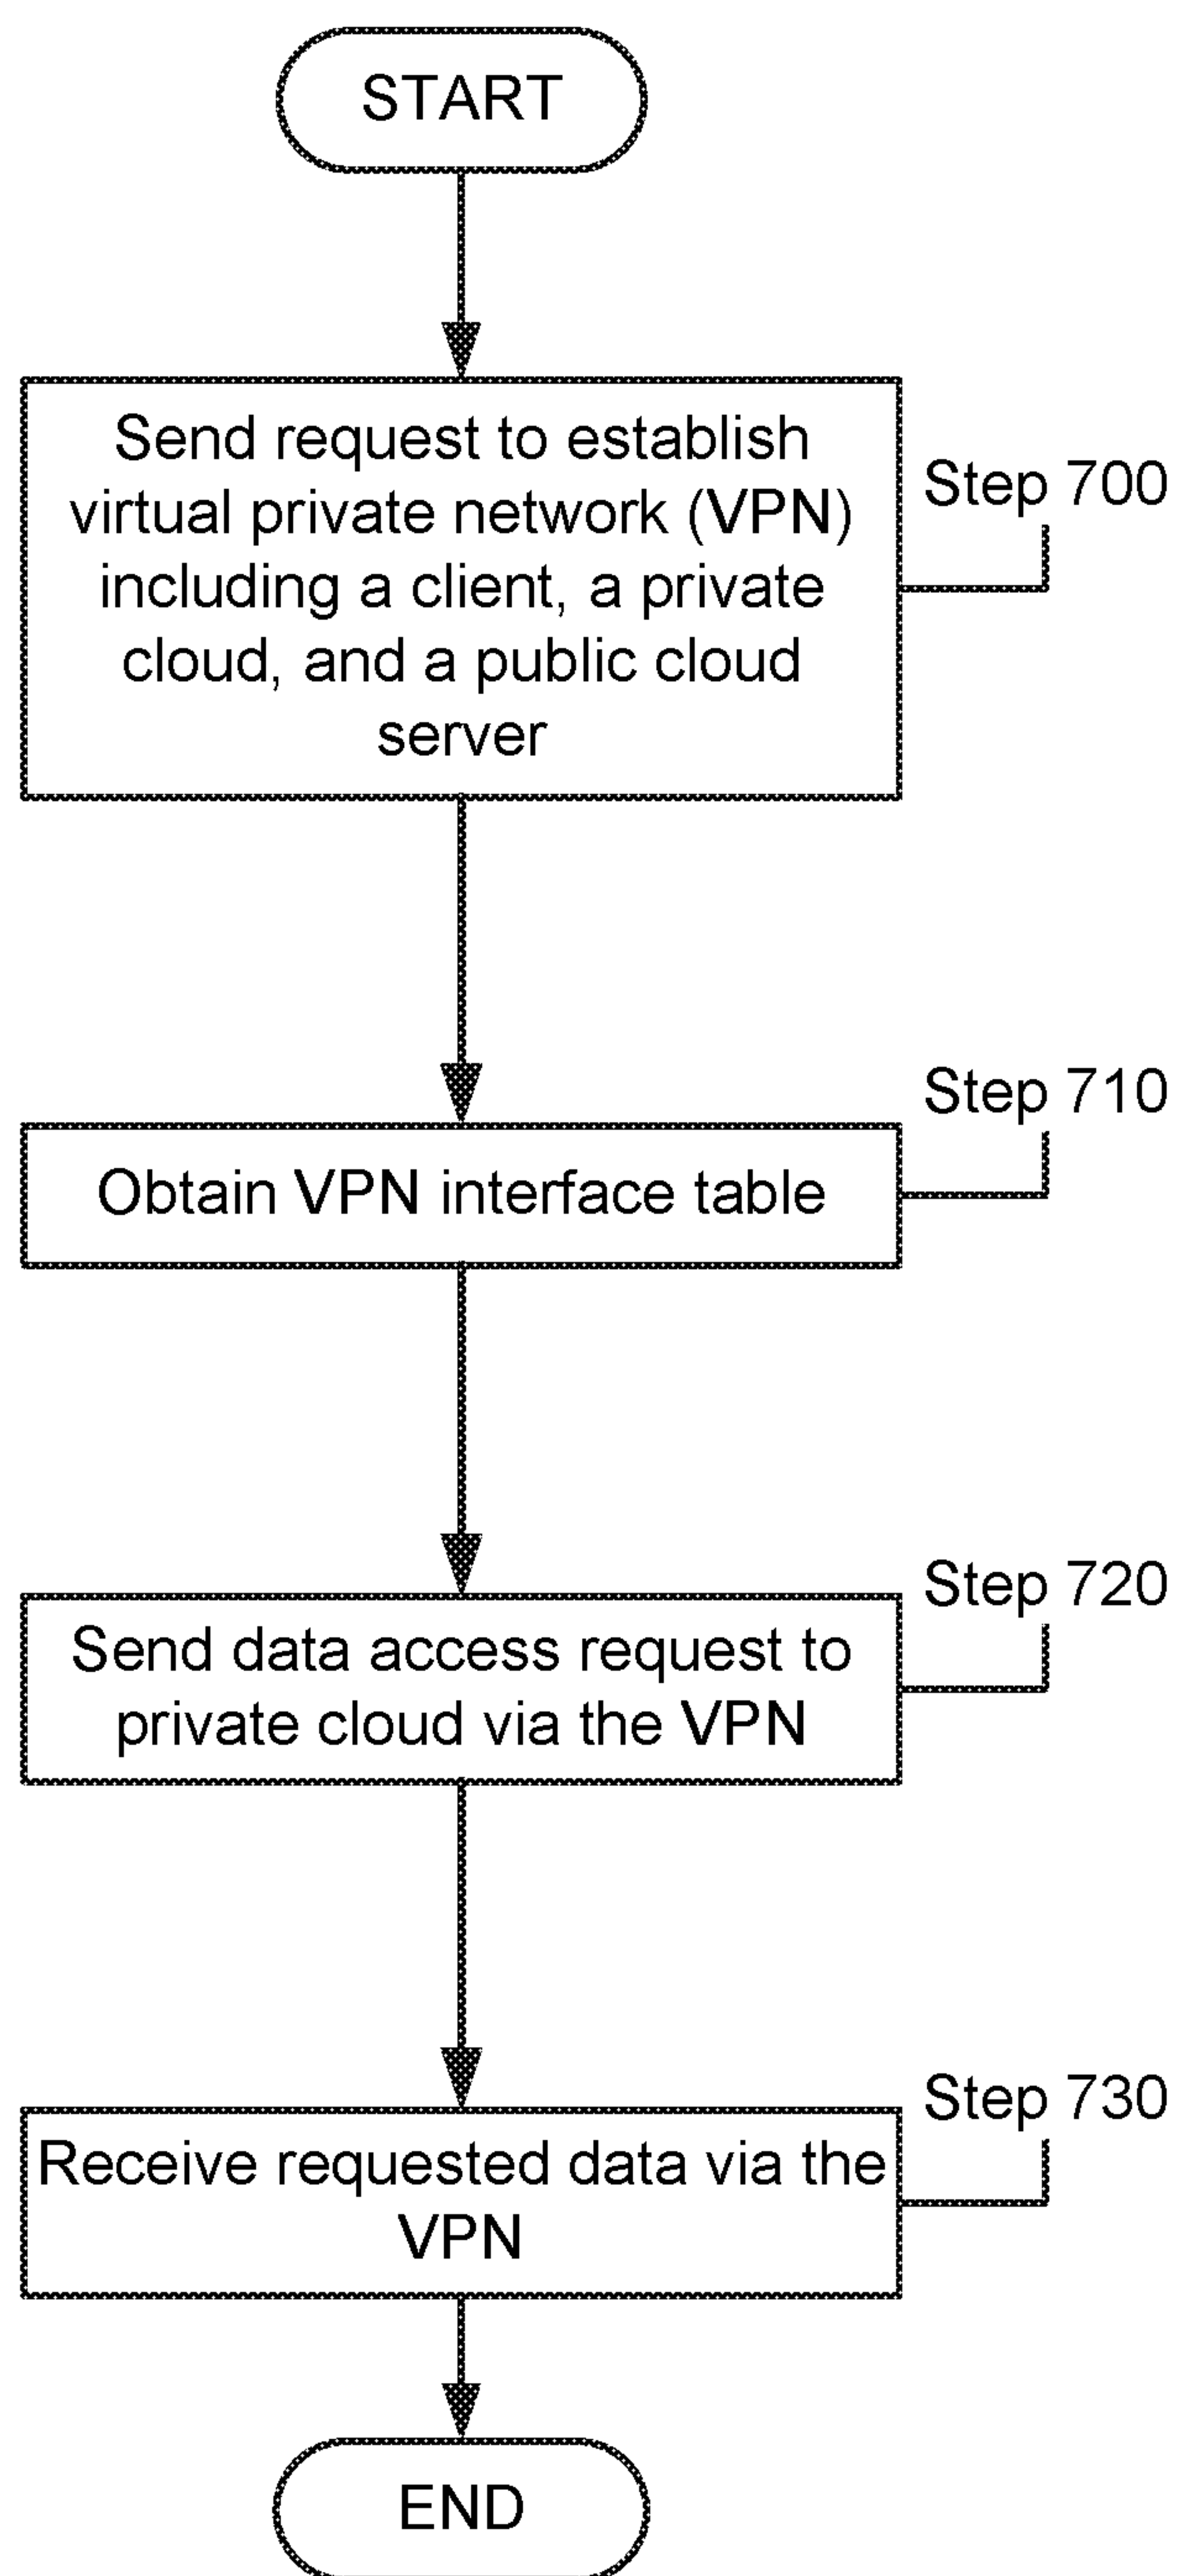 START
Send request to establish
virtual private network (VPN)
including a client, a private
cloud, and a public cloud
server
Step 700
Step 710
Obtain VPN interface table
Step 720
Send data access request to
private cloud via the VPN
Step 730
Receive requested data via the
VPN
END